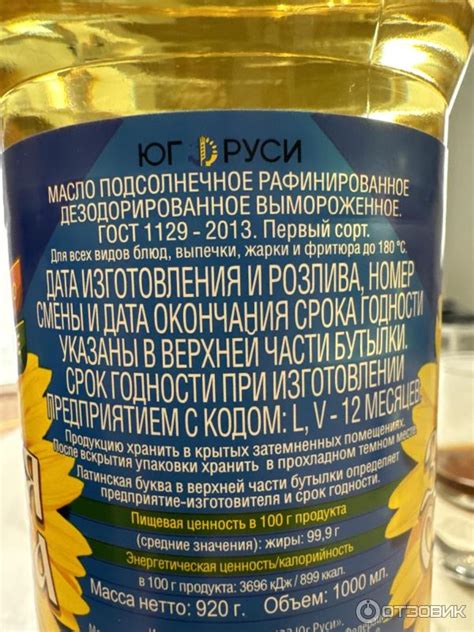 ЮГ РУСИ
МАСЛО ПОДСОЛНЕЧНОЕ РАФИНИРОВАННОЕ
ДЕЗОДОРИРОВАННОЕ ВЫМОРОЖЕННОЕ.
ГОСТ 1129 - 2013. Первый сорт.
Для всех видов блюд, выпечки, жарки и фритюра до 180 °С.
ДАТА ИЗГОТОВЛЕНИЯ И РОЗЛИВА, НОМЕР
СМЕНЫ И ДАТА ОКОНЧАНИЯ СРОКА ГОДНОСТИ
УКАЗАНЫ В ВЕРХНЕЙ ЧАСТИ БУТЫЛКИ.
СРОК ГОДНОСТИ ПРИ ИЗГОТОВЛЕНИИ
ПРЕДПРИЯТИЕМ С КОДОМ: L, V - 12 МЕСЯЦЕВ.
Продукцию хранить в крытых затемненных помещениях.
После вскрытия упаковки хранить в прохладном темном месте.
Латинская буква в верхней части бутылки определяет
предприятие-изготовителя и срок годности.
Пищевая ценность в 100 г продукта
(средние значения): жиры: 99,9 г
Энергетическая ценность/калорийность
в 100 г продукта: 3696 кДж / 899 ккал.
Масса нетто: 920 г. Объем: 1000 мл.
Юг Руси».
ОТЗОВИК